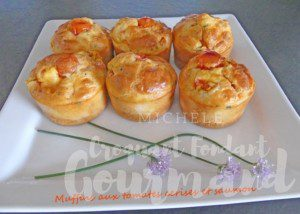 MICHELE
Croquant Fondant
Gourmand
Muffins aux tomates cerises et saumon